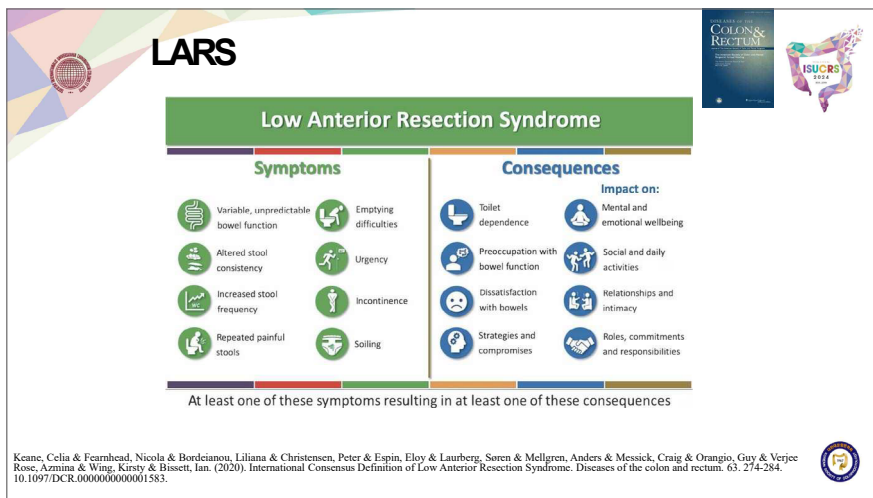 LARS
COLON&
RECTUM
ISUCRS
2024
Low Anterior Resection Syndrome
Symptoms
Variable, unpredictable
bowel function
Emptying
difficulties
Altered stool
consistency
Urgency
WC
Increased stool
frequency
Incontinence
Repeated painful
stools
Soiling
Consequences
Impact on:
Toilet
dependence
Mental and
emotional wellbeing
Preoccupation with
bowel function
Social and daily
activities
Dissatisfaction
with bowels
Relationships and
intimacy
Strategies and
compromises
Roles, commitments
and responsibilities
At least one of these symptoms resulting in at least one of these consequences
Keane, Celia & Fearnhead, Nicola & Bordeianou, Liliana & Christensen, Peter & Espin, Eloy & Laurberg, Søren & Mellgren, Anders & Messick, Craig & Orangio, Guy & Verjee
Rose, Azmina & Wing, Kirsty & Bissett, Ian. (2020). International Consensus Definition of Low Anterior Resection Syndrome. Diseases of the colon and rectum. 63. 274-284.
10.1097/DCR.0000000000001583.